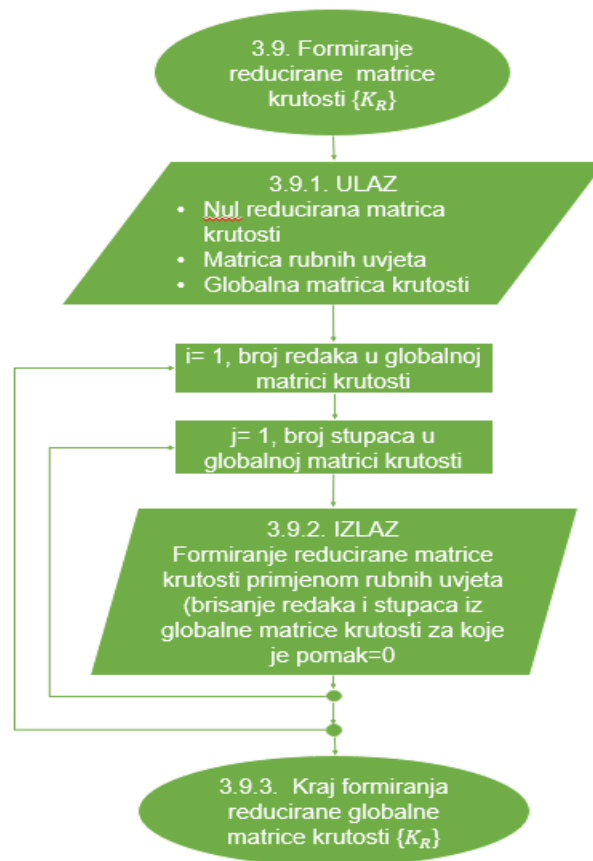 3.9. Formiranje
reducirane matrice
krutosti {K_R}
3.9.1. ULAZ
• Nul reducirana matrica
krutosti
• Matrica rubnih uvjeta
• Globalna matrica krutosti
i= 1, broj redaka u globalnoj
matrici krutosti
j= 1, broj stupaca u
globalnoj matrici krutosti
3.9.2. IZLAZ
Formiranje reducirane matrice
krutosti primjenom rubnih uvjeta
(brisanje redaka i stupaca iz
globalne matrice krutosti za koje
je pomak=0
3.9.3. Kraj formiranja
reducirane globalne
matrice krutosti {K_R}